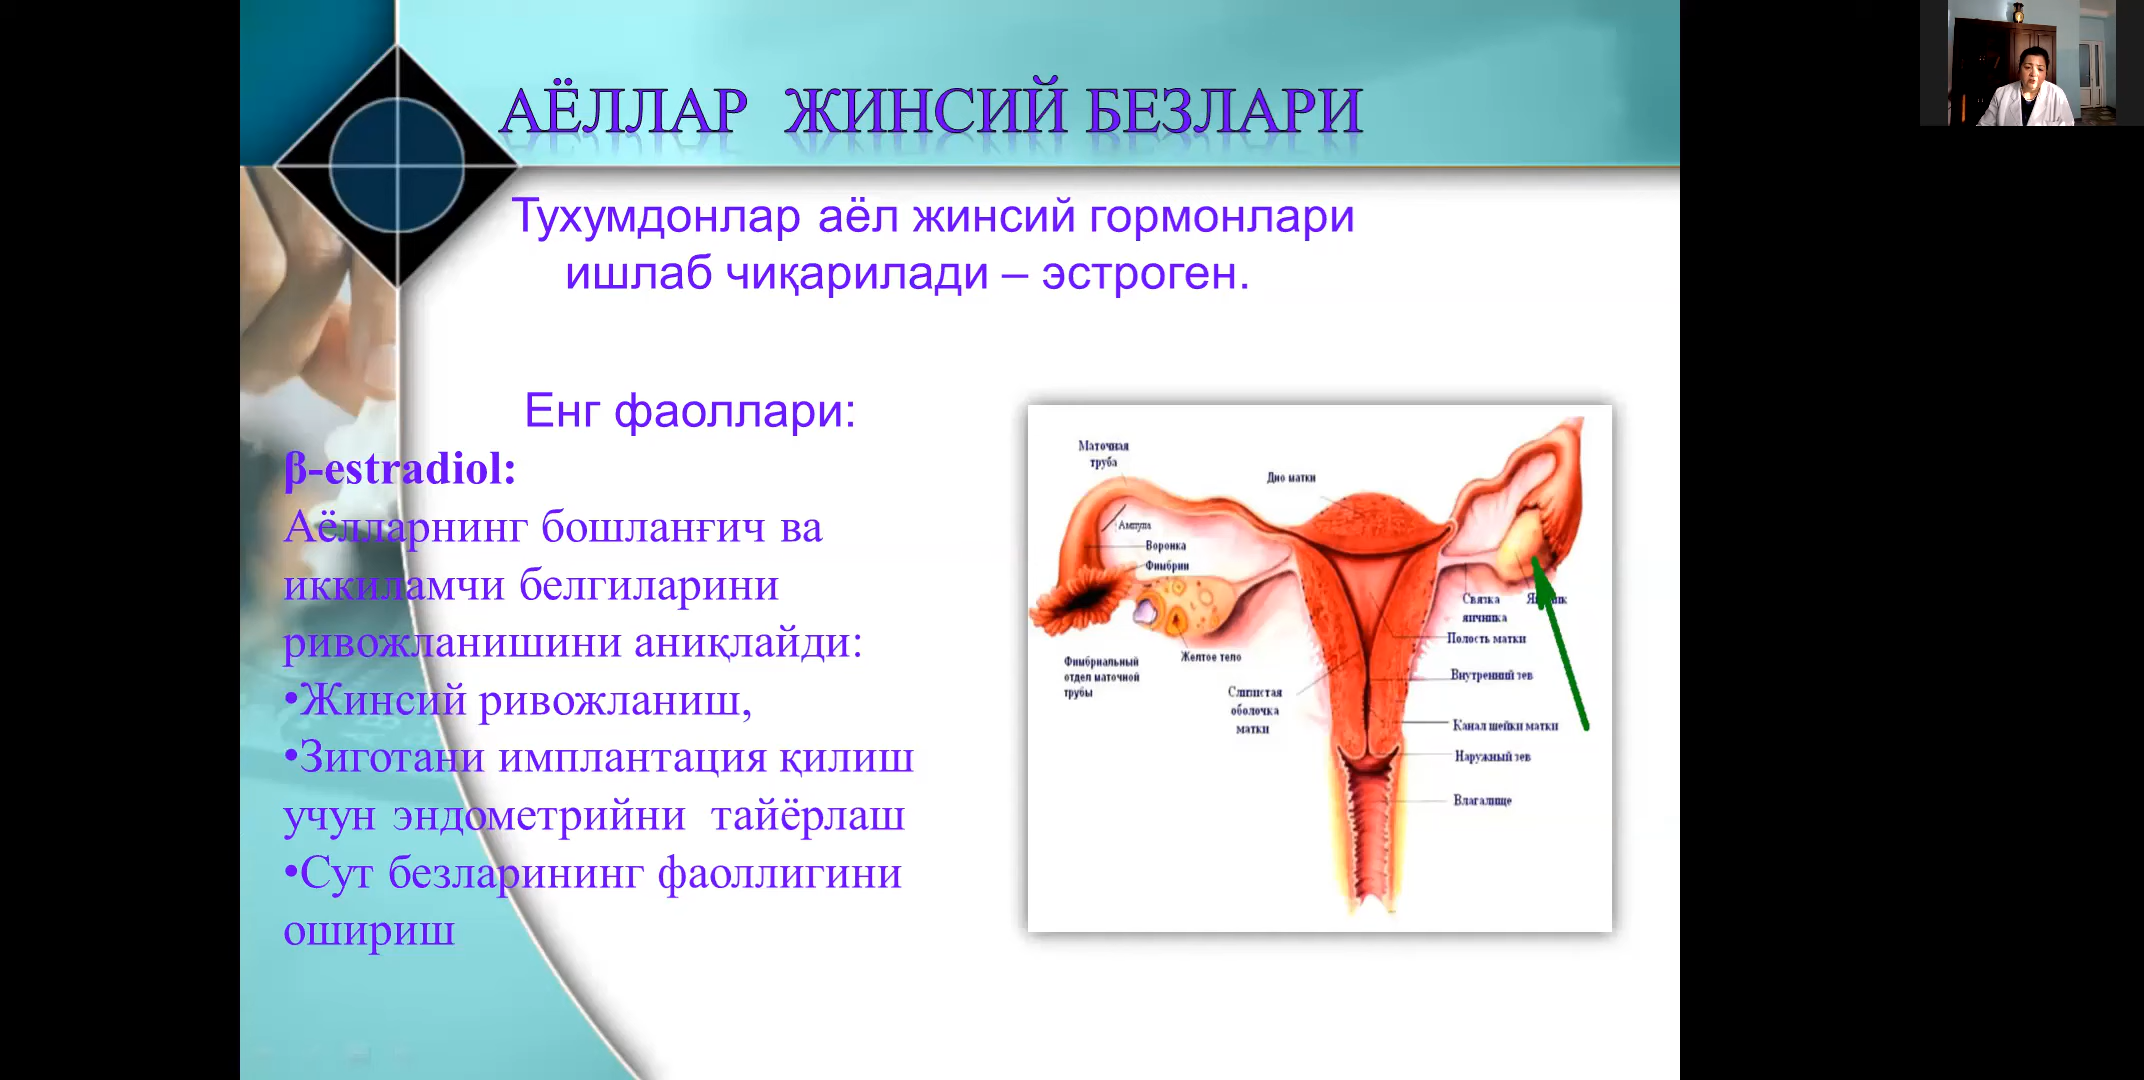 АЁЛЛАР ЖИНСИЙ БЕЗЛАРИ
Тухумдонлар аёл жинсий гормонлари
ишлаб чиқарилади – эстроген.
Енг фаоллари:
β-estradiol:
Аёлларнинг бошланғич ва
иккиламчи белгиларини
ривожланишини аниқлайди:
•Жинсий ривожланиш,
•Зиготани имплантация қилиш
учун эндометрийни тайёрлаш
•Сут безларининг фаоллигини
ошириш
Маточная
труба
Дно матки
Ампула
Воронка
Фимбрии
Связка
яичника
Полость матки
Желтое тело
Фимбриальный
отдел маточной
трубы
Внутренний зев
Слизистая
оболочка
матки
Канал шейки матки
Наружный зев
Влагалище